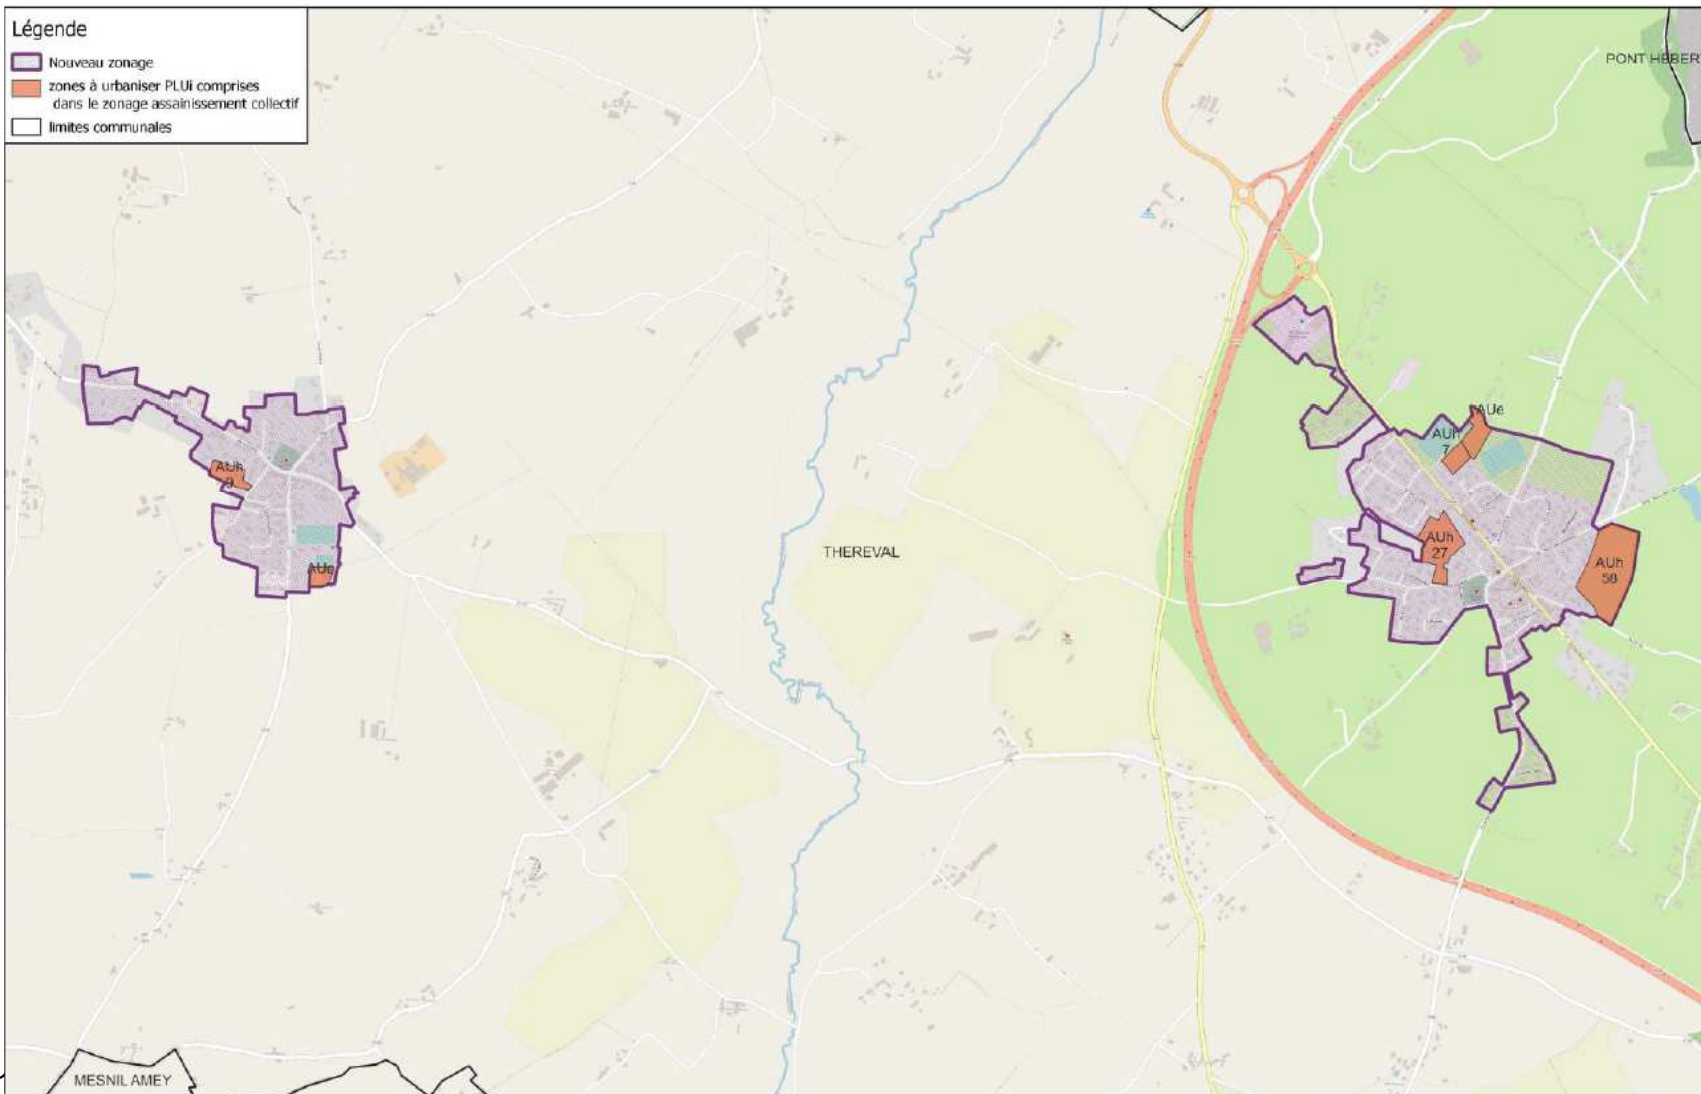 Légende
Nouveau zonage
zones à urbaniser PLUi comprises
dans le zonage assainissement collectif
limites communales
PONT HEBER
AUe
AUh
7
AUh
9
AUh
27
THEREVAL
AUh
58
AUe
MESNIL AMEY